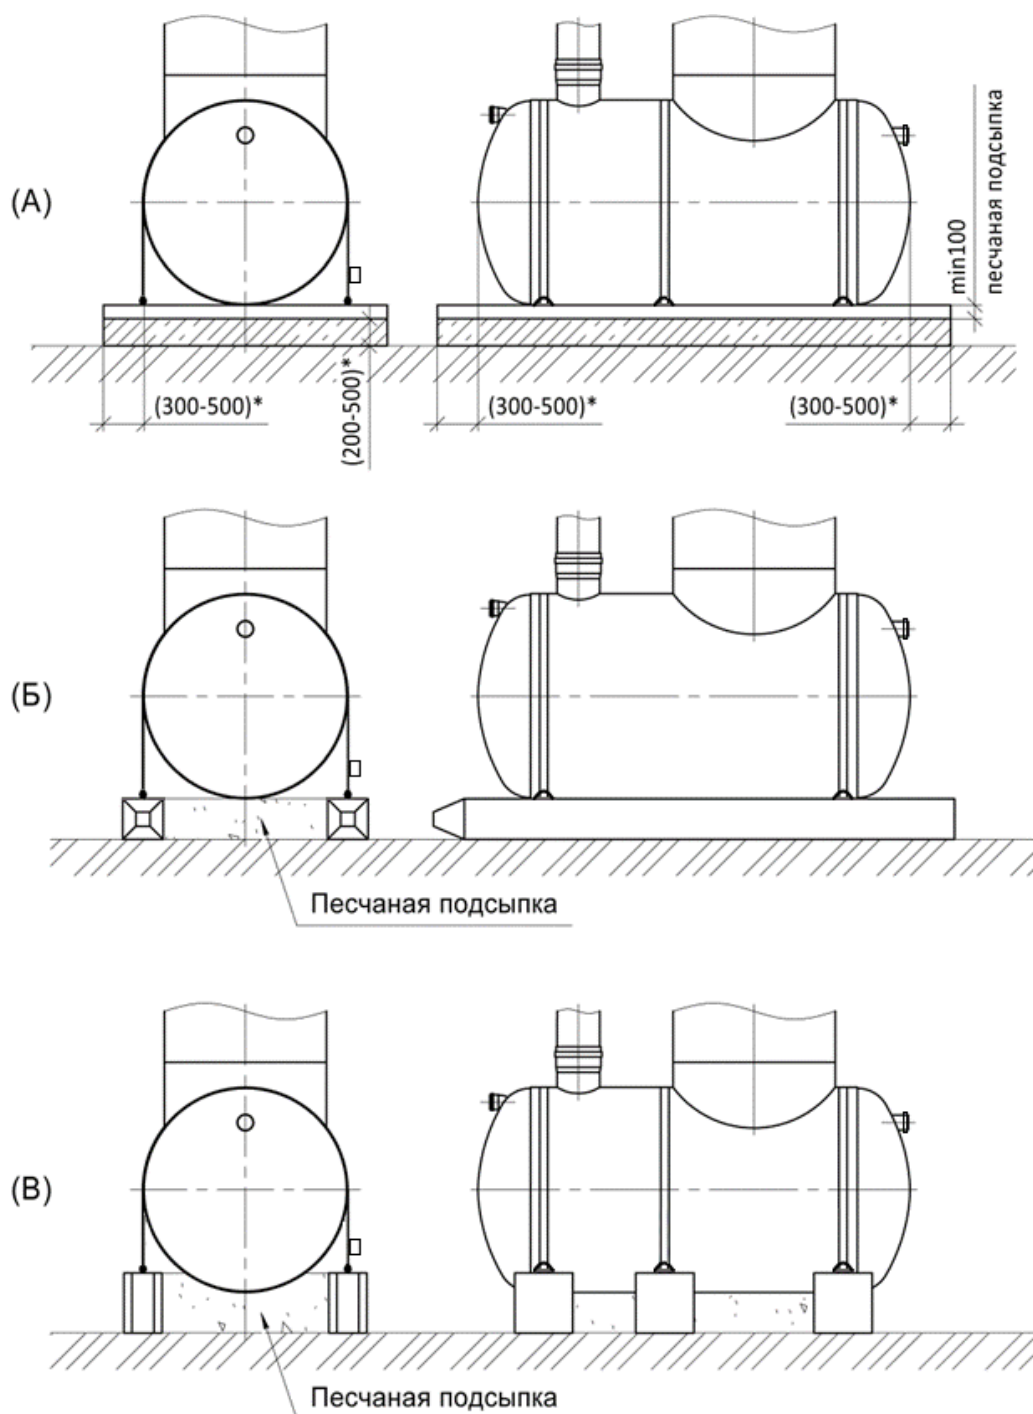 (А)
min100
песчаная подсыпка
(300-500)*
(200-500)*
(300-500)*
(300-500)*
(Б)
Песчаная подсыпка
(В)
Песчаная подсыпка